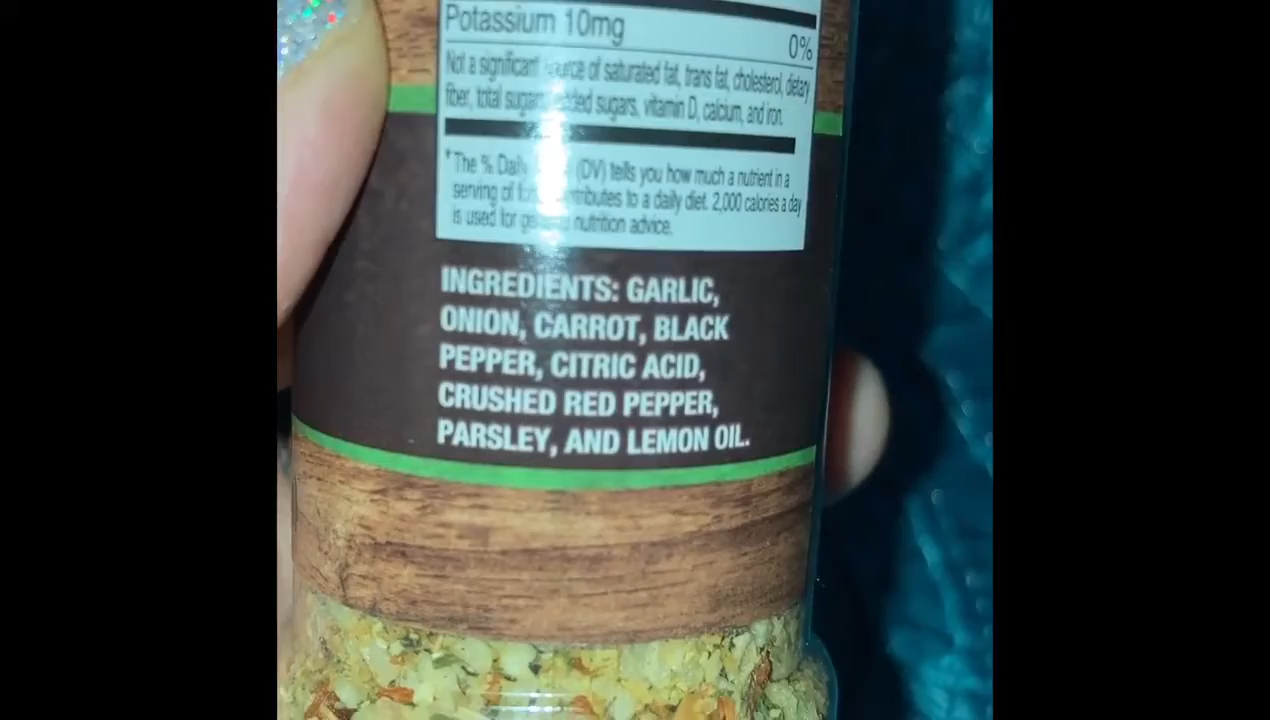 Potassium 10mg 0%
Not a significant source of saturated fat, trans fat, cholesterol, dietary
fiber, total sugars, added sugars, vitamin D, calcium, and iron.
*The % Daily (DV) tells you how much a nutrient in a
serving of contributes to a daily diet. 2,000 calories a day
is used for general nutrition advice.
INGREDIENTS: GARLIC,
ONION, CARROT, BLACK
PEPPER, CITRIC ACID,
CRUSHED RED PEPPER,
PARSLEY, AND LEMON OIL.